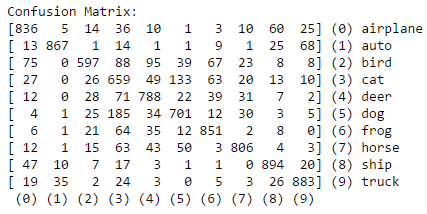 Confusion Matrix:
[836 5 14 36 10 1 3 10 60 25] (0) airplane
[ 13 867 1 14 1 1 9 1 25 68] (1) auto
[ 75 0 597 88 95 39 67 23 8 8] (2) bird
[ 27 0 26 659 49 133 63 20 13 10] (3) cat
[ 12 0 28 71 788 22 39 31 7 2] (4) deer
[ 4 1 25 185 34 701 12 30 3 5] (5) dog
[ 6 1 21 64 35 12 851 2 8 0] (6) frog
[ 12 1 15 63 43 50 3 806 4 3] (7) horse
[ 47 10 7 17 3 1 1 0 894 20] (8) ship
[ 19 35 2 24 3 0 5 3 26 883] (9) truck
(0) (1) (2) (3) (4) (5) (6) (7) (8) (9)